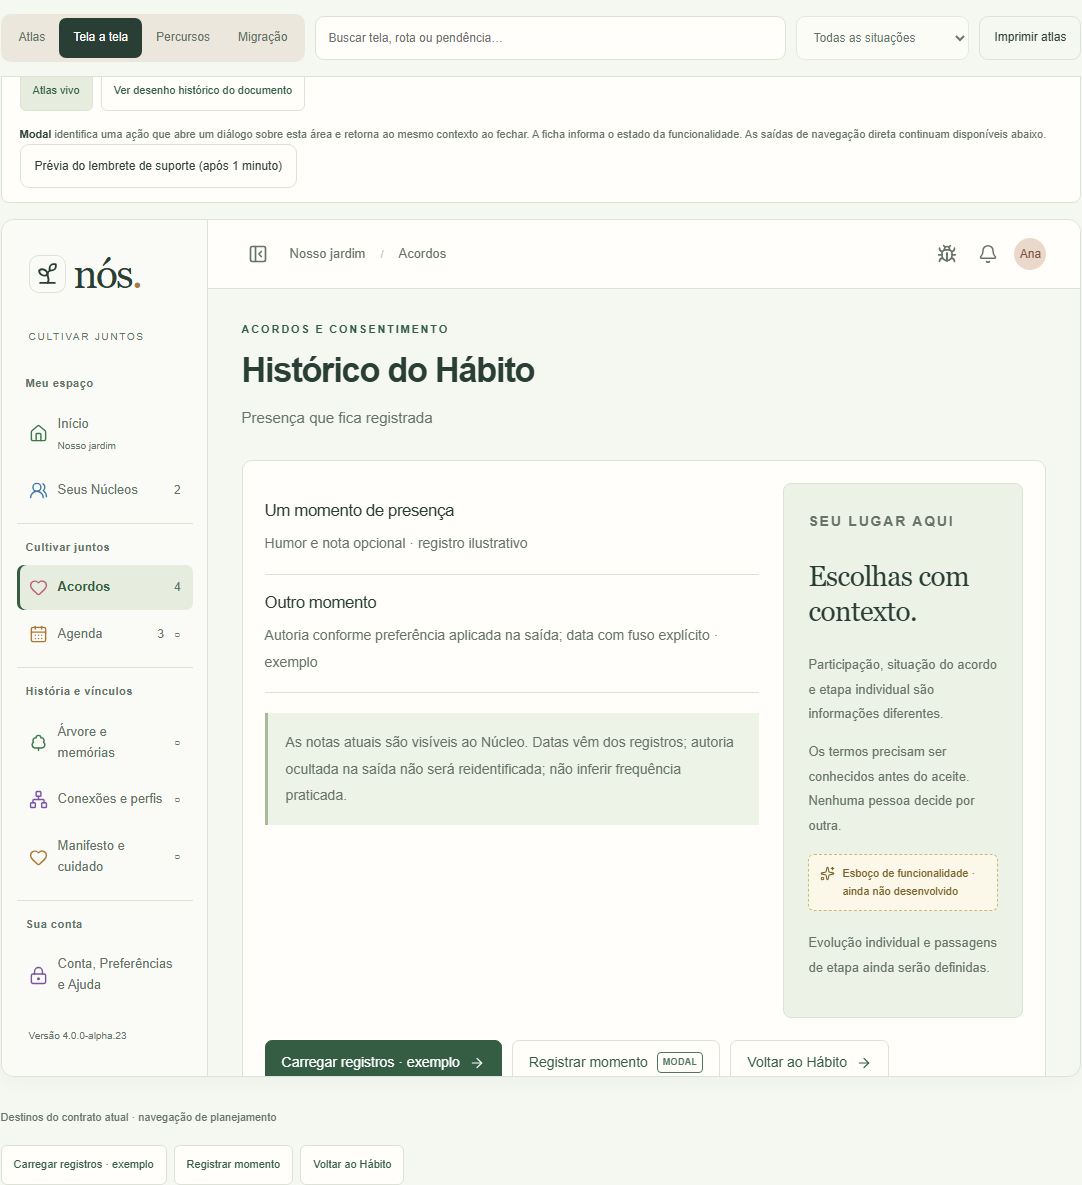 Atlas
Tela a tela
Percursos
Migração
Buscar tela, rota ou pendência...
Todas as situações
Imprimir atlas
Atlas vivo
Ver desenho histórico do documento
Modal identifica uma ação que abre um diálogo sobre esta área e retorna ao mesmo contexto ao fechar. A ficha informa o estado da funcionalidade. As saídas de navegação direta continuam disponíveis abaixo.
Prévia do lembrete de suporte (após 1 minuto)
nós.
CULTIVAR JUNTOS
Meu espaço
Início
Nosso jardim
Seus Núcleos 2
Cultivar juntos
Acordos 4
Agenda 3
História e vínculos
Árvore e
memórias
Conexões e perfis
Manifesto e
cuidado
Sua conta
Conta, Preferências
e Ajuda
Versão 4.0.0-alpha.23
Nosso jardim / Acordos
Ana
ACORDOS E CONSENTIMENTO
Histórico do Hábito
Presença que fica registrada
Um momento de presença
Humor e nota opcional · registro ilustrativo
Outro momento
Autoria conforme preferência aplicada na saída; data com fuso explícito ·
exemplo
As notas atuais são visíveis ao Núcleo. Datas vêm dos registros; autoria
ocultada na saída não será reidentificada; não inferir frequência
praticada.
SEU LUGAR AQUI
Escolhas com
contexto.
Participação, situação do acordo
e etapa individual são
informações diferentes.
Os termos precisam ser
conhecidos antes do aceite.
Nenhuma pessoa decide por
outra.
Esboço de funcionalidade ·
ainda não desenvolvido
Evolução individual e passagens
de etapa ainda serão definidas.
Carregar registros · exemplo →
Registrar momento MODAL
Voltar ao Hábito →
Destinos do contrato atual · navegação de planejamento
Carregar registros · exemplo
Registrar momento
Voltar ao Hábito